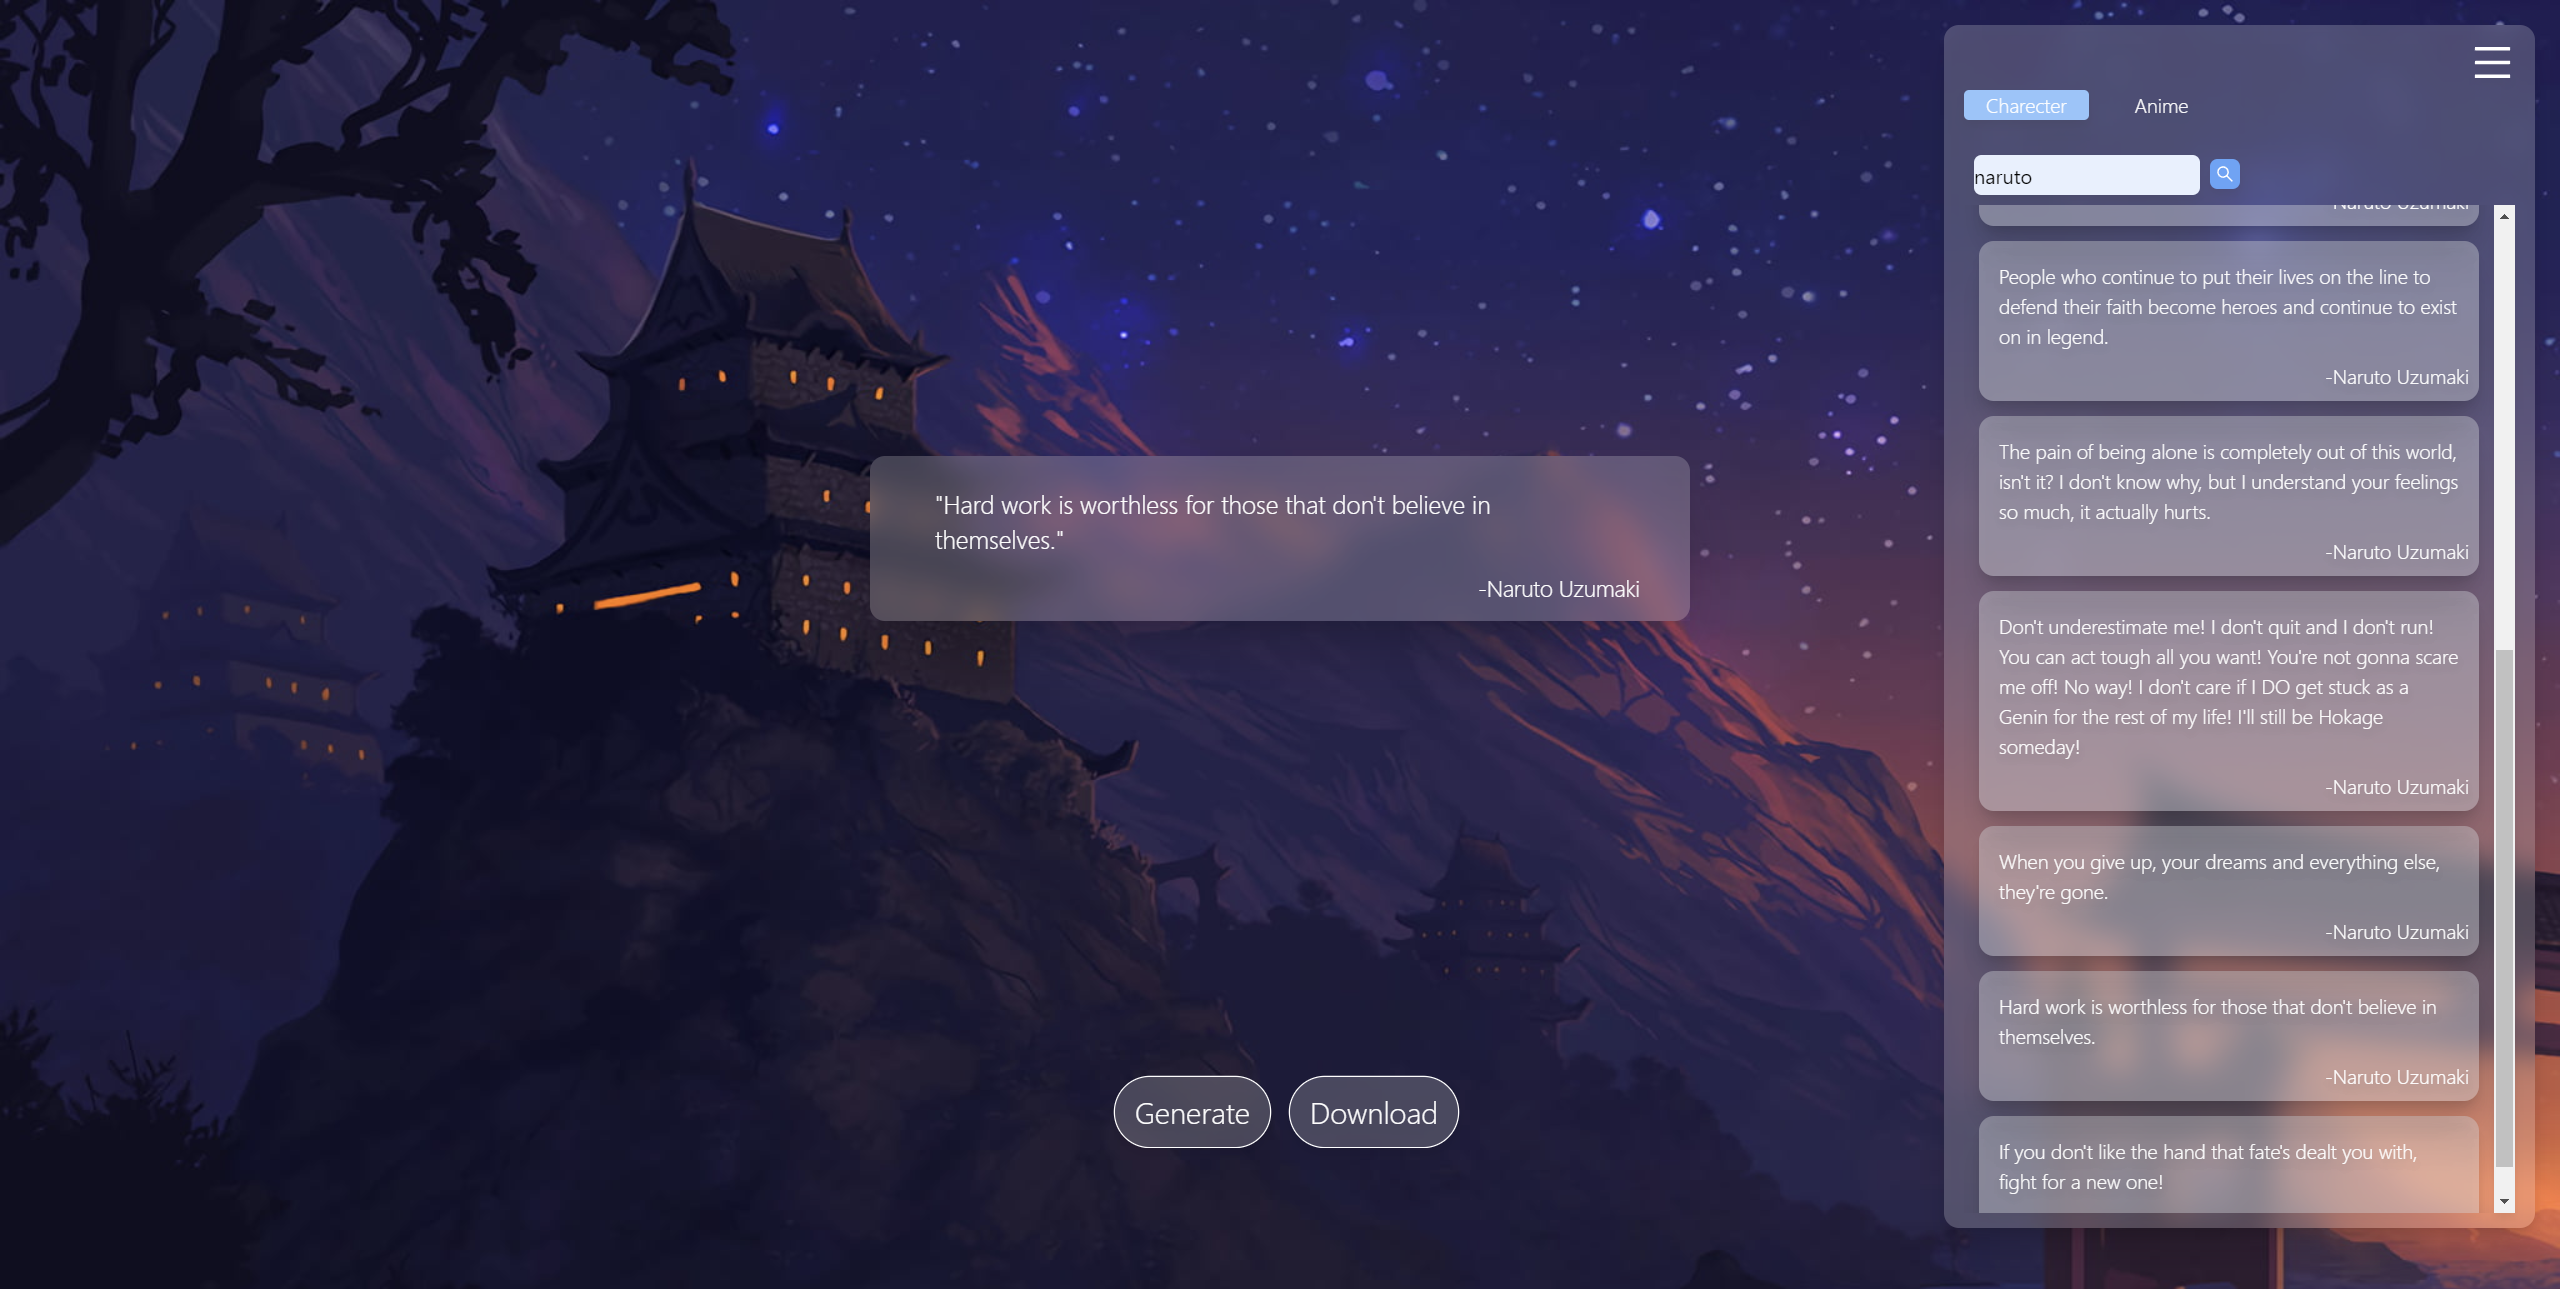 Charecter
Anime
naruto
Naruto Uzumaki
People who continue to put their lives on the line to
defend their faith become heroes and continue to exist
on in legend.
-Naruto Uzumaki
The pain of being alone is completely out of this world,
isn't it? I don't know why, but I understand your feelings
so much, it actually hurts.
-Naruto Uzumaki
Don't underestimate me! I don't quit and I don't run!
You can act tough all you want! You're not gonna scare
me off! No way! I don't care if I DO get stuck as a
Genin for the rest of my life! I'll still be Hokage
someday!
-Naruto Uzumaki
When you give up, your dreams and everything else,
they're gone.
-Naruto Uzumaki
Hard work is worthless for those that don't believe in
themselves.
-Naruto Uzumaki
If you don't like the hand that fate's dealt you with,
fight for a new one!
"Hard work is worthless for those that don't believe in
themselves."
-Naruto Uzumaki
Generate
Download